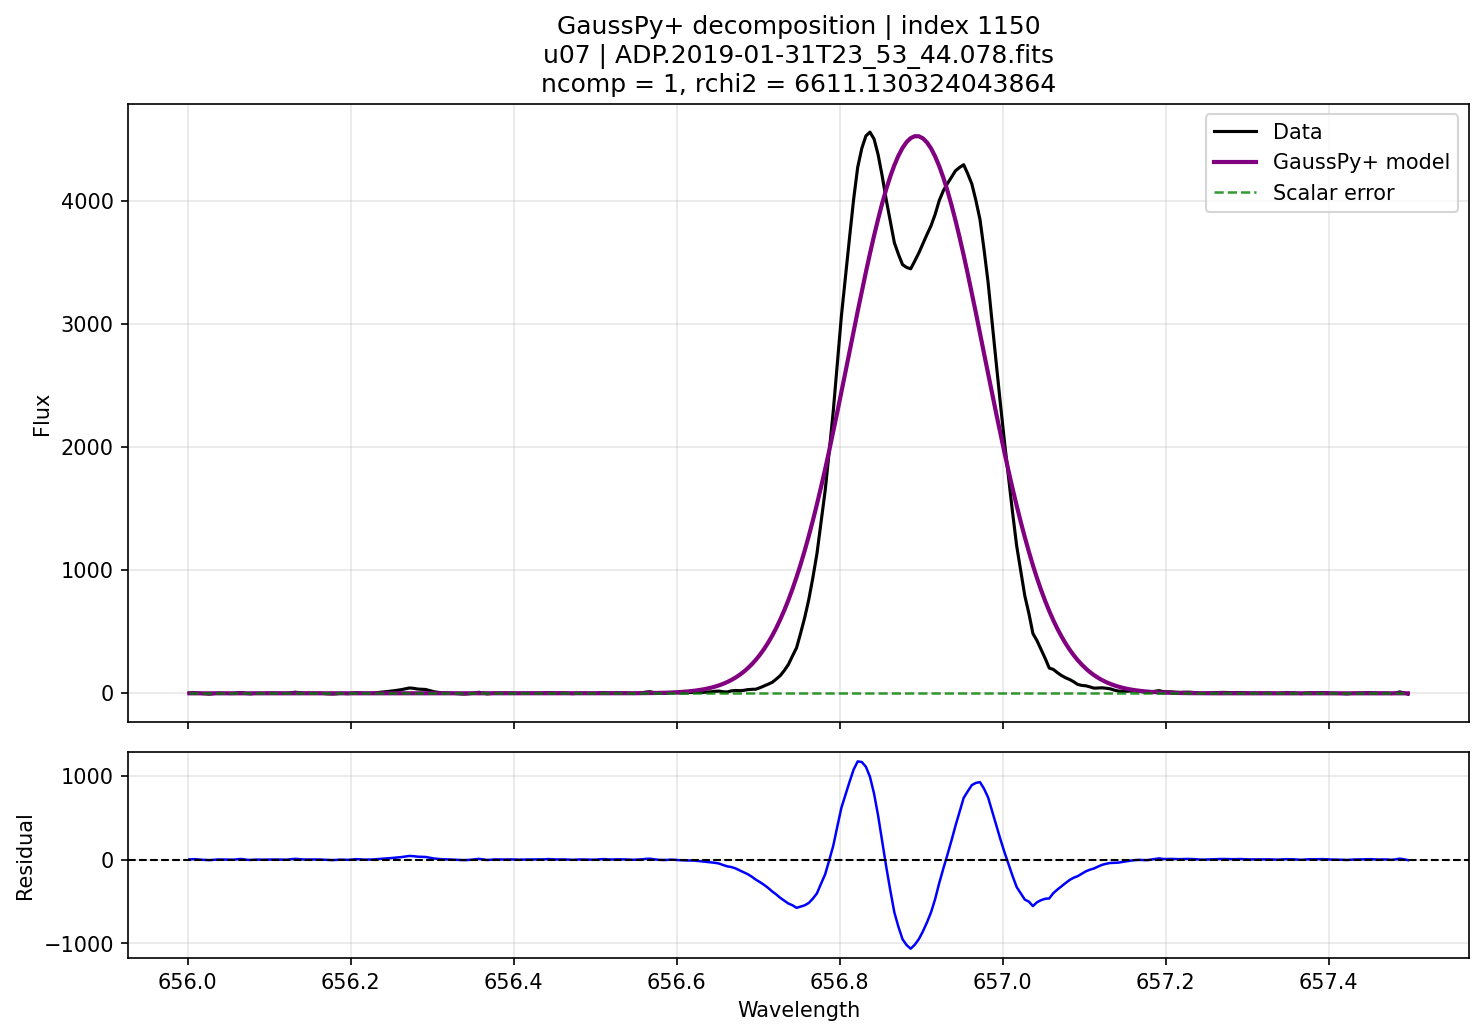 GaussPy+ decomposition | index 1150
u07 | ADP.2019-01-31T23_53_44.078.fits
ncomp = 1, rchi2 = 6611.130324043864
Data
GaussPy+ model
Scalar error
Flux
4000
3000
2000
1000
0
Residual
1000
0
−1000
656.0 656.2 656.4 656.6 656.8 657.0 657.2 657.4
Wavelength